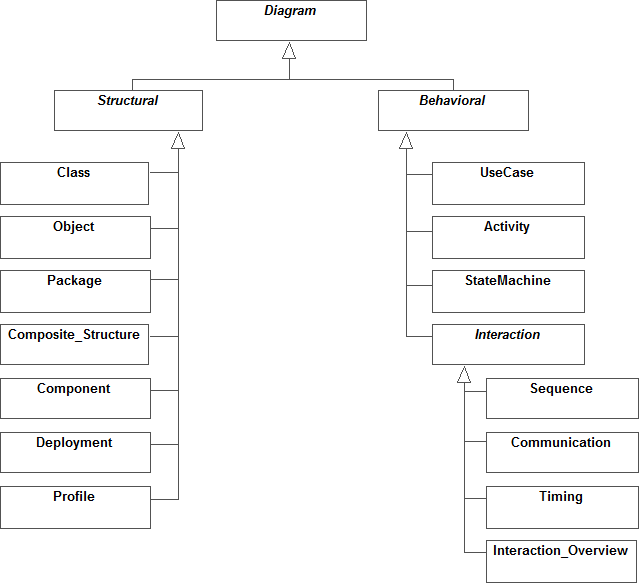 Diagram
Structural
Behavioral
Class
Object
Package
Composite_Structure
Component
Deployment
Profile
UseCase
Activity
StateMachine
Interaction
Sequence
Communication
Timing
Interaction_Overview